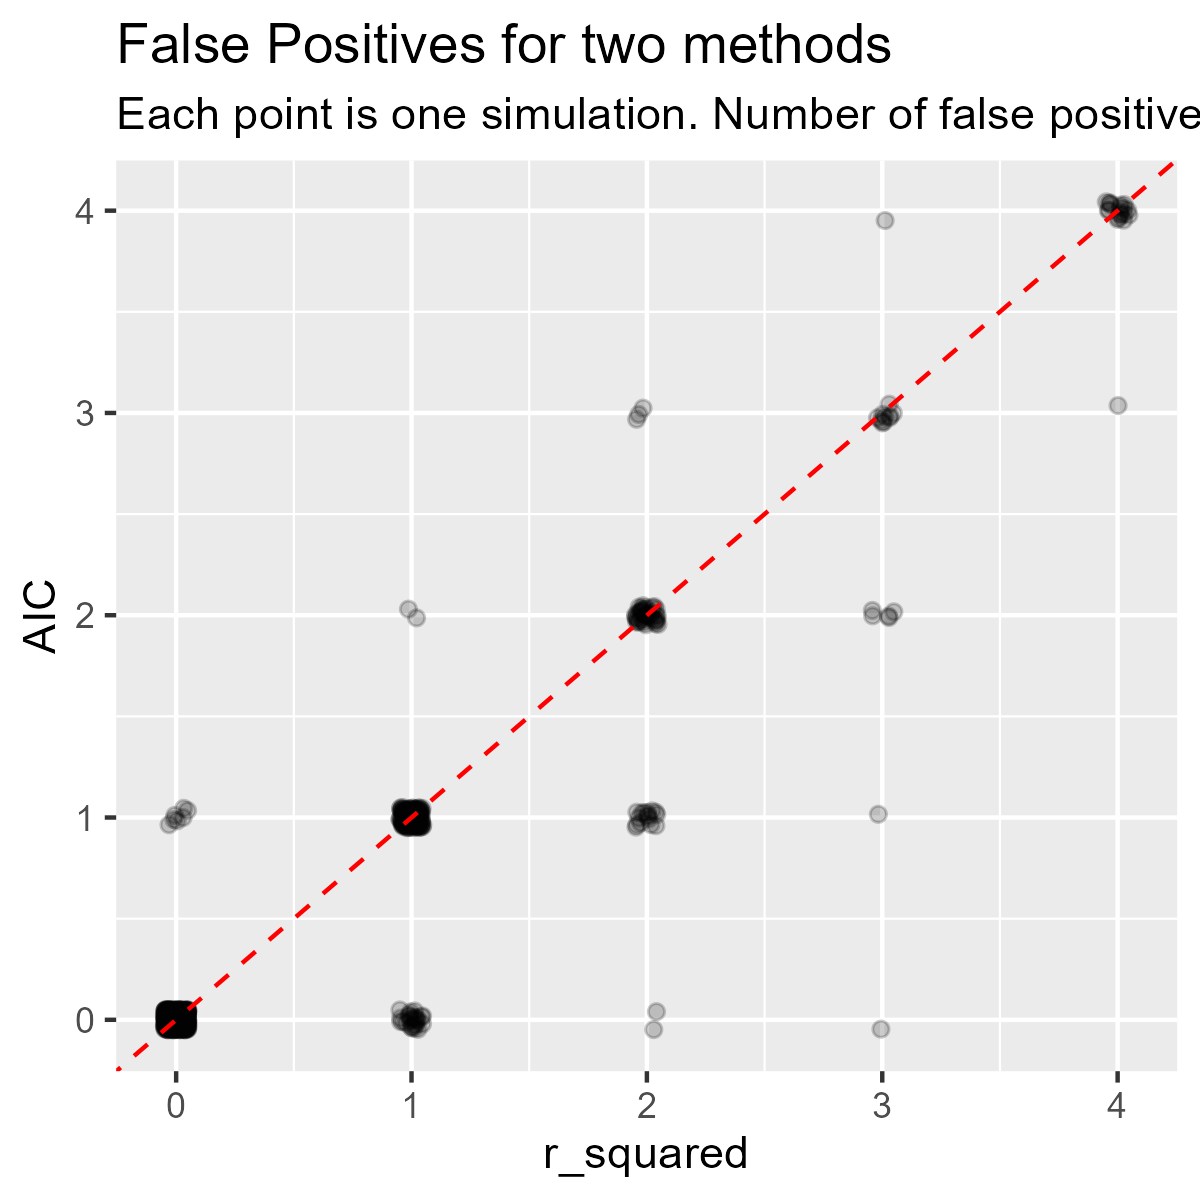 False Positives for two methods
Each point is one simulation. Number of false positive
4
3
2
1
0
AIC
0 1 2 3 4
r_squared